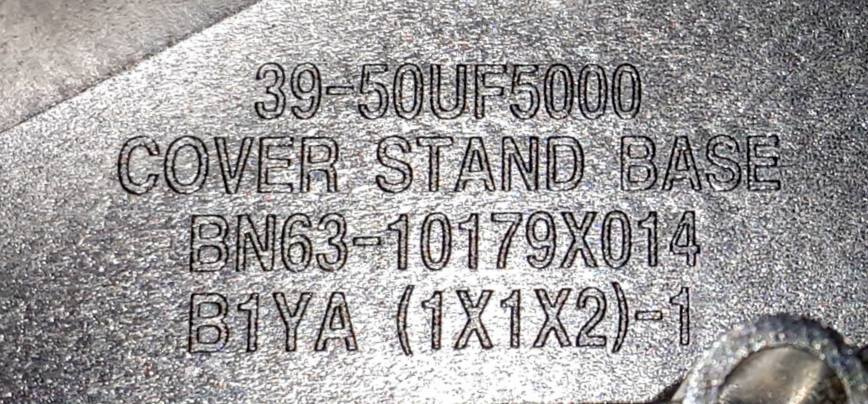 39-50UF5000
COVER STAND BASE
BN63-10179X014
B1YA (1X1X2)-1